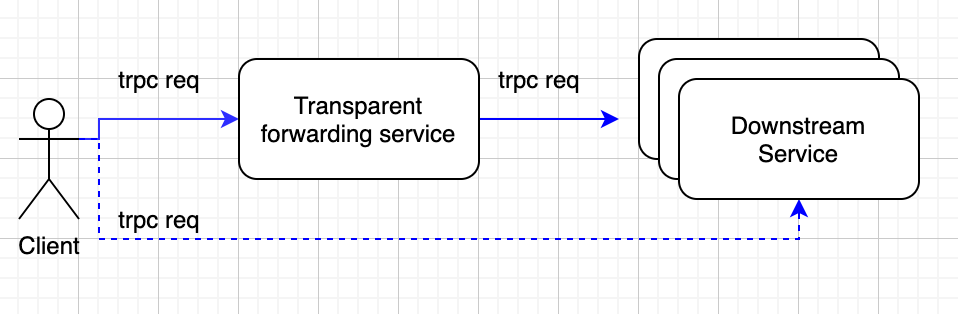 trpc req
trpc req
Transparent
forwarding service
Downstream
Service
trpc req
Client